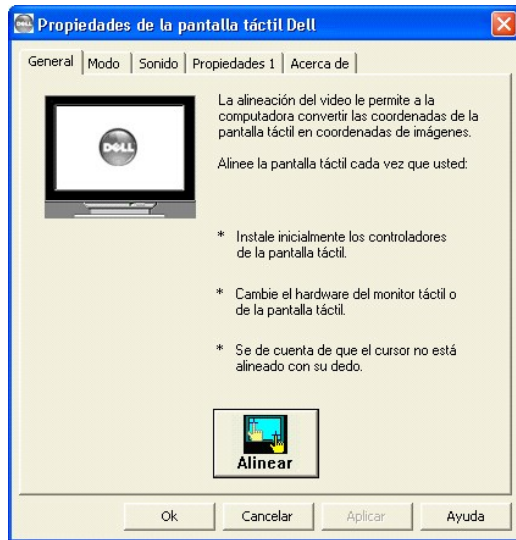 Propiedades de la pantalla táctil Dell
General
Modo
Sonido
Propiedades 1
Acerca de
DELL
La alineación del video le permite a la
computadora convertir las coordenadas de la
pantalla táctil en coordenadas de imágenes.
Alinee la pantalla táctil cada vez que usted:
* Instale inicialmente los controladores
de la pantalla táctil.
* Cambie el hardware del monitor táctil o
de la pantalla táctil.
* Se de cuenta de que el cursor no está
alineado con su dedo.
Alinear
Ok
Cancelar
Aplicar
Ayuda